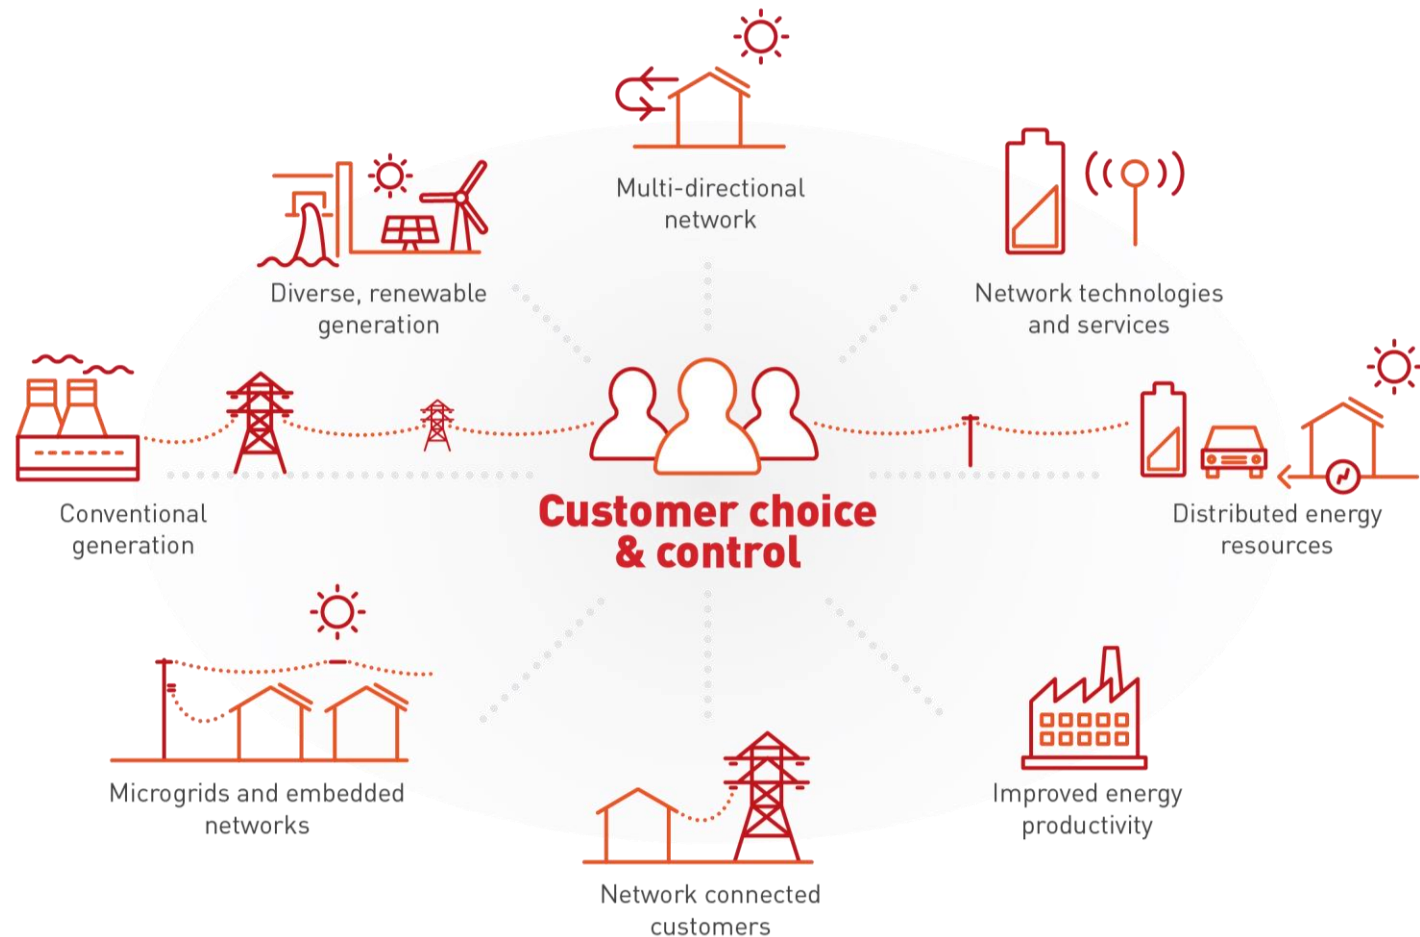 Multi-directional
network
Diverse, renewable
generation
Network technologies
and services
Conventional
generation
Customer choice
& control
Distributed energy
resources
Microgrids and embedded
networks
Improved energy
productivity
Network connected
customers